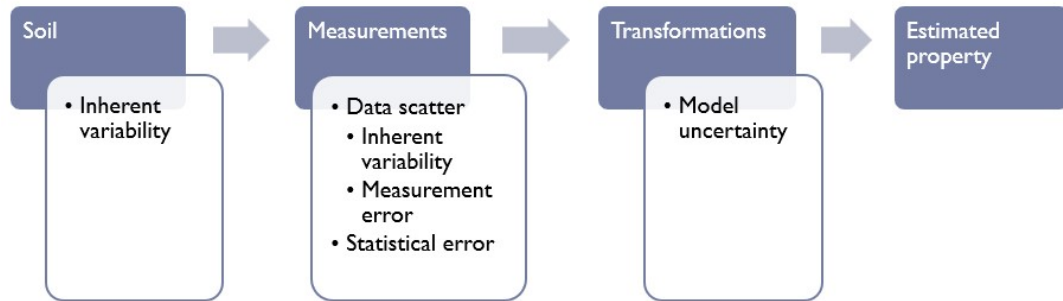 Soil
• Inherent
variability
Measurements
• Data scatter
• Inherent
variability
• Measurement
error
• Statistical error
Transformations
• Model
uncertainty
Estimated
property